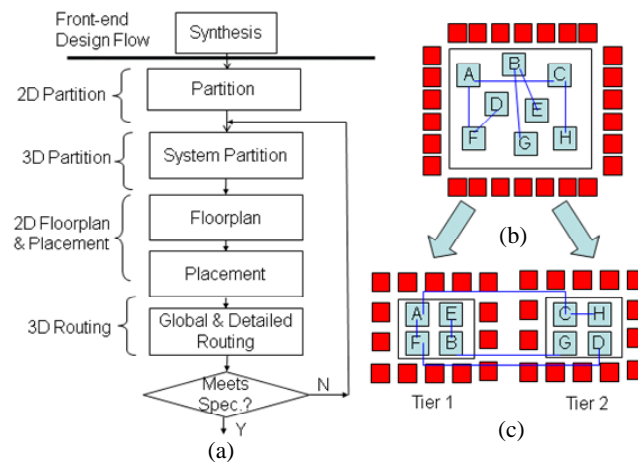 Front-end
Design Flow
Synthesis
2D Partition
Partition
3D Partition
System Partition
2D Floorplan
& Placement
Floorplan
Placement
3D Routing
Global & Detailed
Routing
Meets
Spec.?
N
Y
(a)
A
B
C
D
E
F
G
H
(b)
A
E
F
B
C
H
G
D
Tier 1
Tier 2
(c)